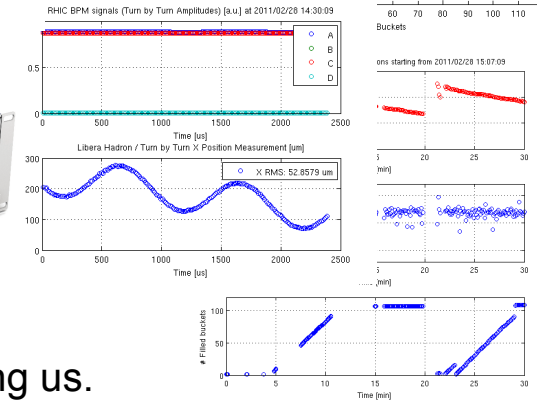 RHIC BPM signals (Turn by Turn Amplitudes) [a.u.] at 2011/02/28 14:30:09
A
B
C
D
0.5
0
0 500 1000 1500 2000 2500
Time [us]
Libera Hadron / Turn by Turn X Position Measurement [um]
X RMS: 52.8579 um
300
200
100
0
0 500 1000 1500 2000 2500
Time [us]
60 70 80 90 100 110
Buckets
ons starting from 2011/02/28 15:07:09
20 25 30
min]
20 25 30
[min]
# Filled buckets
100
50
0
0 5 10 15 20 25 30
Time [min]
ng us.